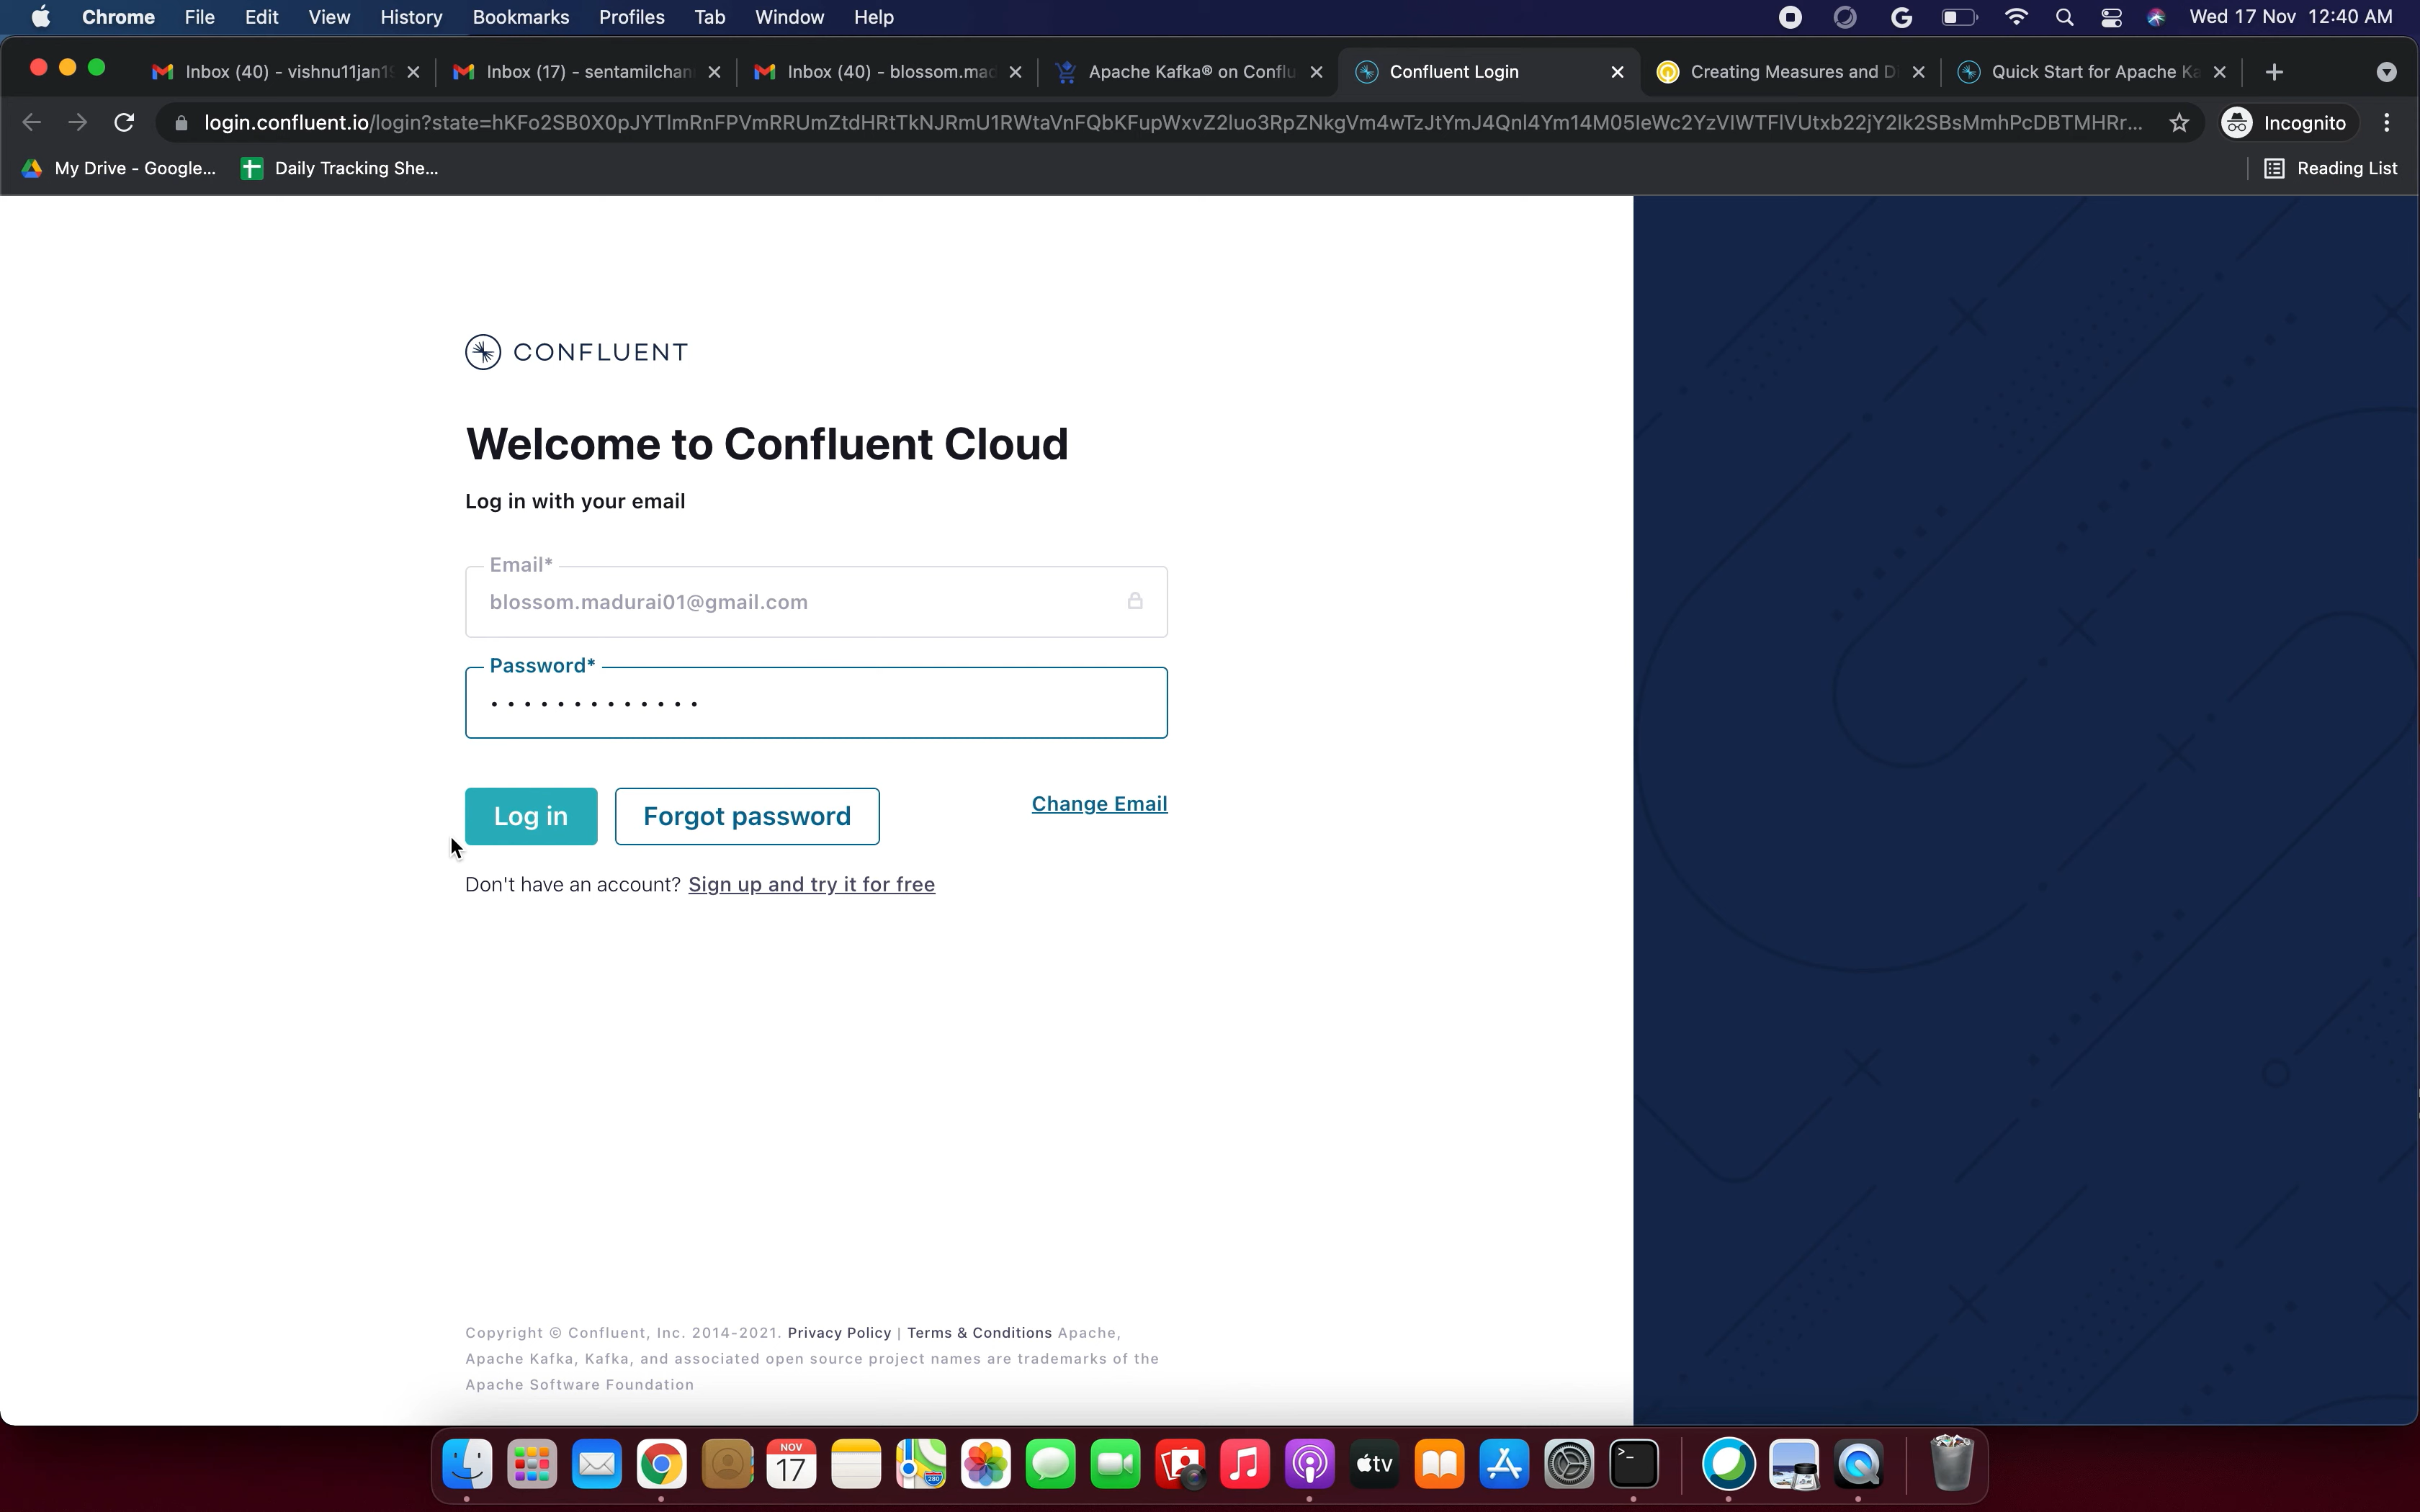 Chrome File Edit View History Bookmarks Profiles Tab Window Help Wed 17 Nov 12:40 AM
Inbox (40) - vishnu11jan19 Inbox (17) - sentamilchan Inbox (40) - blossom.mad Apache Kafka® on Conflu Confluent Login Creating Measures and Di Quick Start for Apache Ka
login.confluent.io/login?state= Incognito
My Drive - Google... Daily Tracking She... Reading List
CONFLUENT
Welcome to Confluent Cloud
Log in with your email
Email*
blossom.madurai01@gmail.com
Password*
Log in Forgot password Change Email
Don't have an account? Sign up and try it for free
Copyright © Confluent, Inc. 2014-2021. Privacy Policy | Terms & Conditions Apache,
Apache Kafka, Kafka, and associated open source project names are trademarks of the
Apache Software Foundation
NOV
17
280
tv
>_